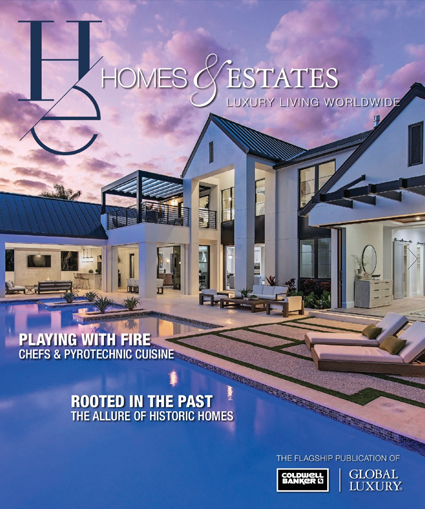 H
/
e
HOMES & ESTATES
LUXURY LIVING WORLDWIDE
PLAYING WITH FIRE
CHEFS & PYROTECHNIC CUISINE
ROOTED IN THE PAST
THE ALLURE OF HISTORIC HOMES
THE FLAGSHIP PUBLICATION OF
COLDWELL
BANKER
GLOBAL
LUXURY®